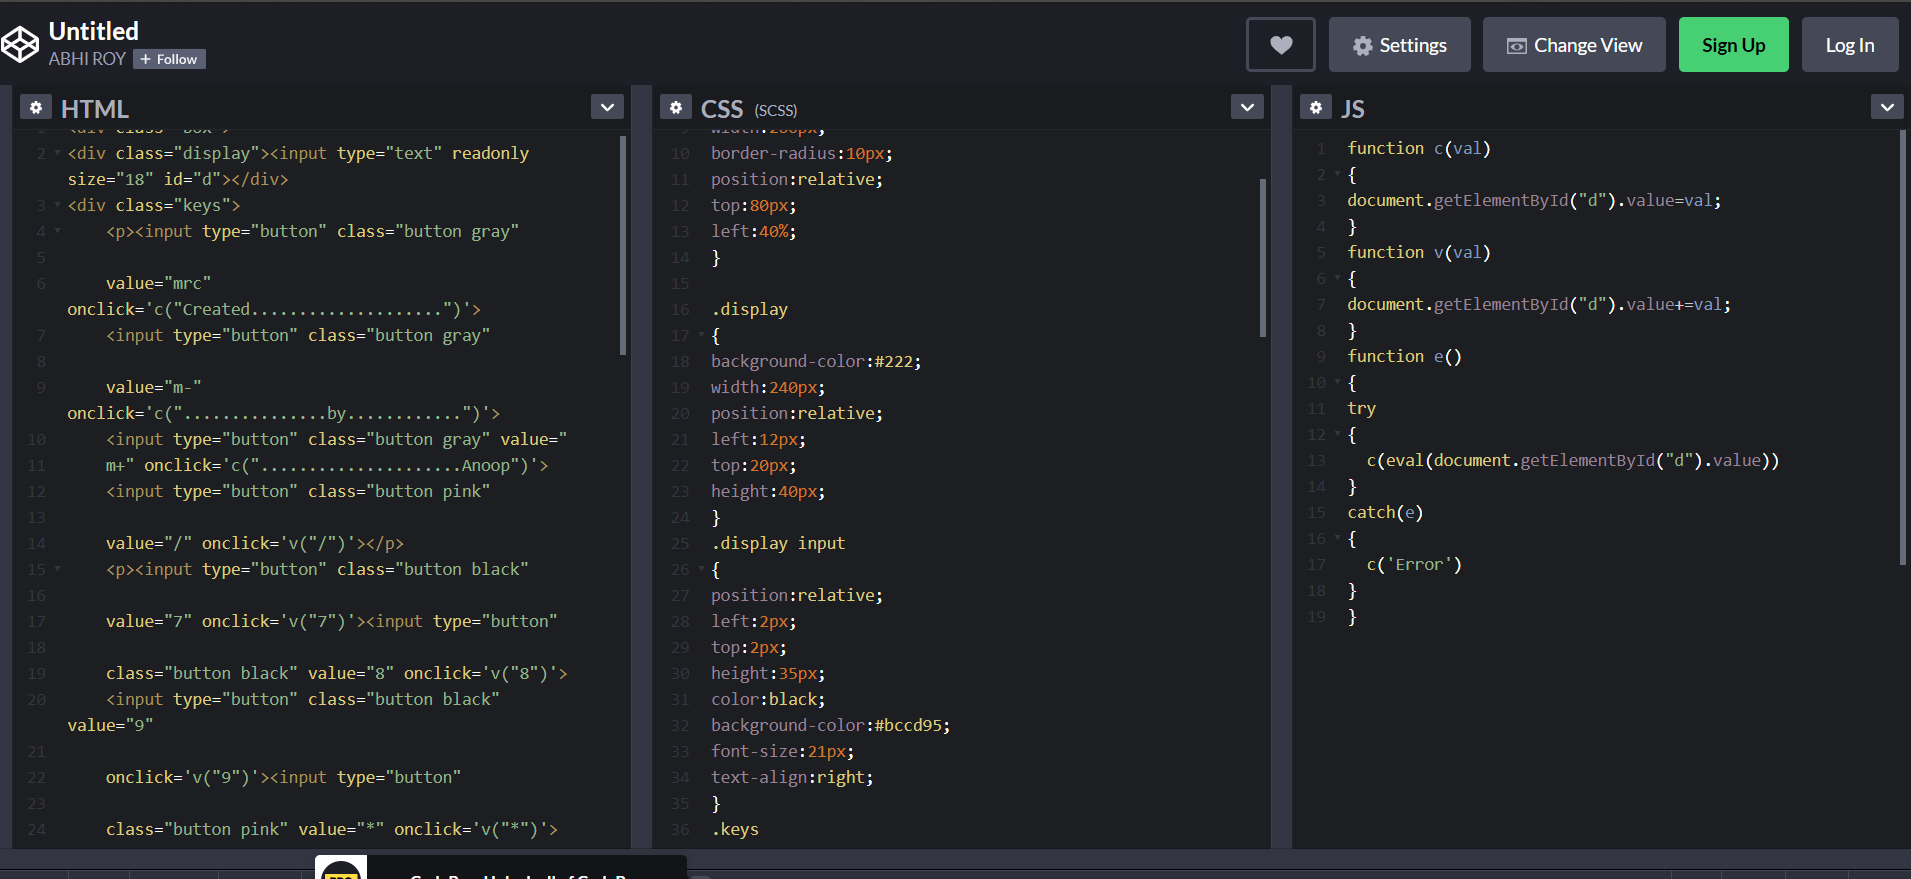 Untitled
ABHI ROY + Follow
Settings
Change View
Sign Up
Log In
HTML
1 <div class="box">
2 <div class="display"><input type="text" readonly
size="18" id="d"></div>
3 <div class="keys">
4 <p><input type="button" class="button gray"
5
6 value="mrc"
onclick='c("Created....................")'>
7 <input type="button" class="button gray"
8
9 value="m-"
onclick='c("...............by............")'>
10 <input type="button" class="button gray" value="
11 m+" onclick='c(".....................Anoop")'>
12 <input type="button" class="button pink"
13
14 value="/" onclick='v("/")'></p>
15 <p><input type="button" class="button black"
16
17 value="7" onclick='v("7")'><input type="button"
18
19 class="button black" value="8" onclick='v("8")'>
20 <input type="button" class="button black"
value="9"
21
22 onclick='v("9")'><input type="button"
23
24 class="button pink" value="*" onclick='v("*")'>
CSS (SCSS)
9 width:280px;
10 border-radius:10px;
11 position:relative;
12 top:80px;
13 left:40%;
14 }
15
16 .display
17 {
18 background-color:#222;
19 width:240px;
20 position:relative;
21 left:12px;
22 top:20px;
23 height:40px;
24 }
25 .display input
26 {
27 position:relative;
28 left:2px;
29 top:2px;
30 height:35px;
31 color:black;
32 background-color:#bccd95;
33 font-size:21px;
34 text-align:right;
35 }
36 .keys
JS
1 function c(val)
2 {
3 document.getElementById("d").value=val;
4 }
5 function v(val)
6 {
7 document.getElementById("d").value+=val;
8 }
9 function e()
10 {
11 try
12 {
13 c(eval(document.getElementById("d").value))
14 }
15 catch(e)
16 {
17 c('Error')
18 }
19 }